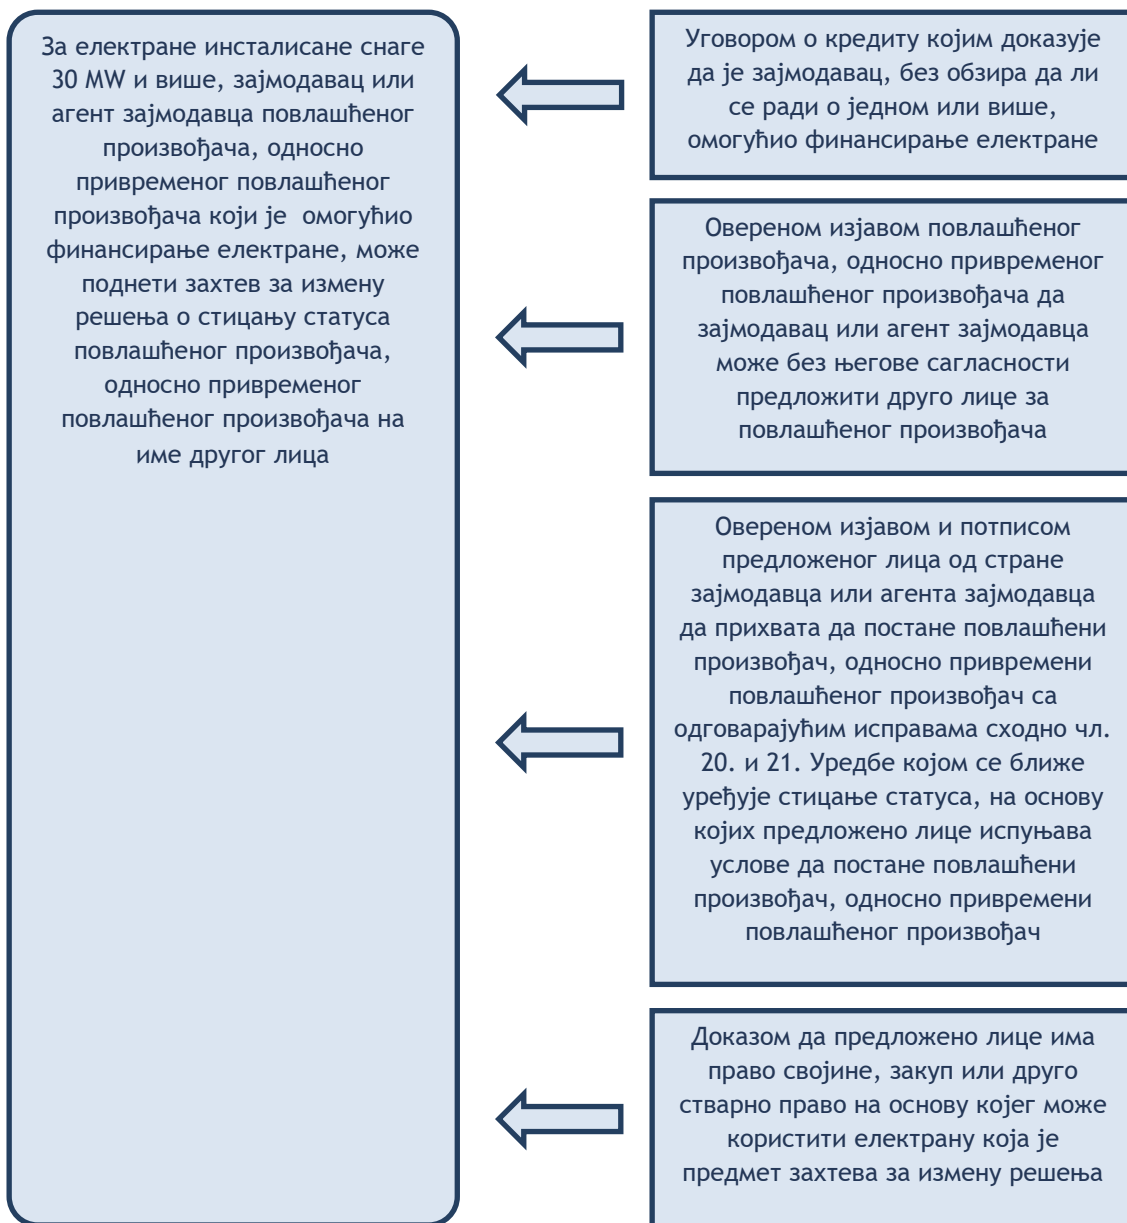 За електране инсталисане снаге
30 MW и више, зајмодавац или
агент зајмодавца повлашћеног
произвођача, односно
привременог повлашћеног
произвођача који је омогућио
финансирање електране, може
поднети захтев за измену
решења о стицању статуса
повлашћеног произвођача,
односно привременог
повлашћеног произвођача на
име другог лица
Уговором о кредиту којим доказује
да је зајмодавац, без обзира да ли
се ради о једном или више,
омогућио финансирање електране
Овереном изјавом повлашћеног
произвођача, односно привременог
повлашћеног произвођача да
зајмодавац или агент зајмодавца
може без његове сагласности
предложити друго лице за
повлашћеног произвођача
Овереном изјавом и потписом
предложеног лица од стране
зајмодавца или агента зајмодавца
да прихвата да постане повлашћени
произвођач, односно привремени
повлашћеног произвођач са
одговарајућим исправама сходно чл.
20. и 21. Уредбе којом се ближе
уређује стицање статуса, на основу
којих предложено лице испуњава
услове да постане повлашћени
произвођач, односно привремени
повлашћеног произвођач
Доказом да предложено лице има
право својине, закуп или друго
стварно право на основу којег може
користити електрану која је
предмет захтева за измену решења